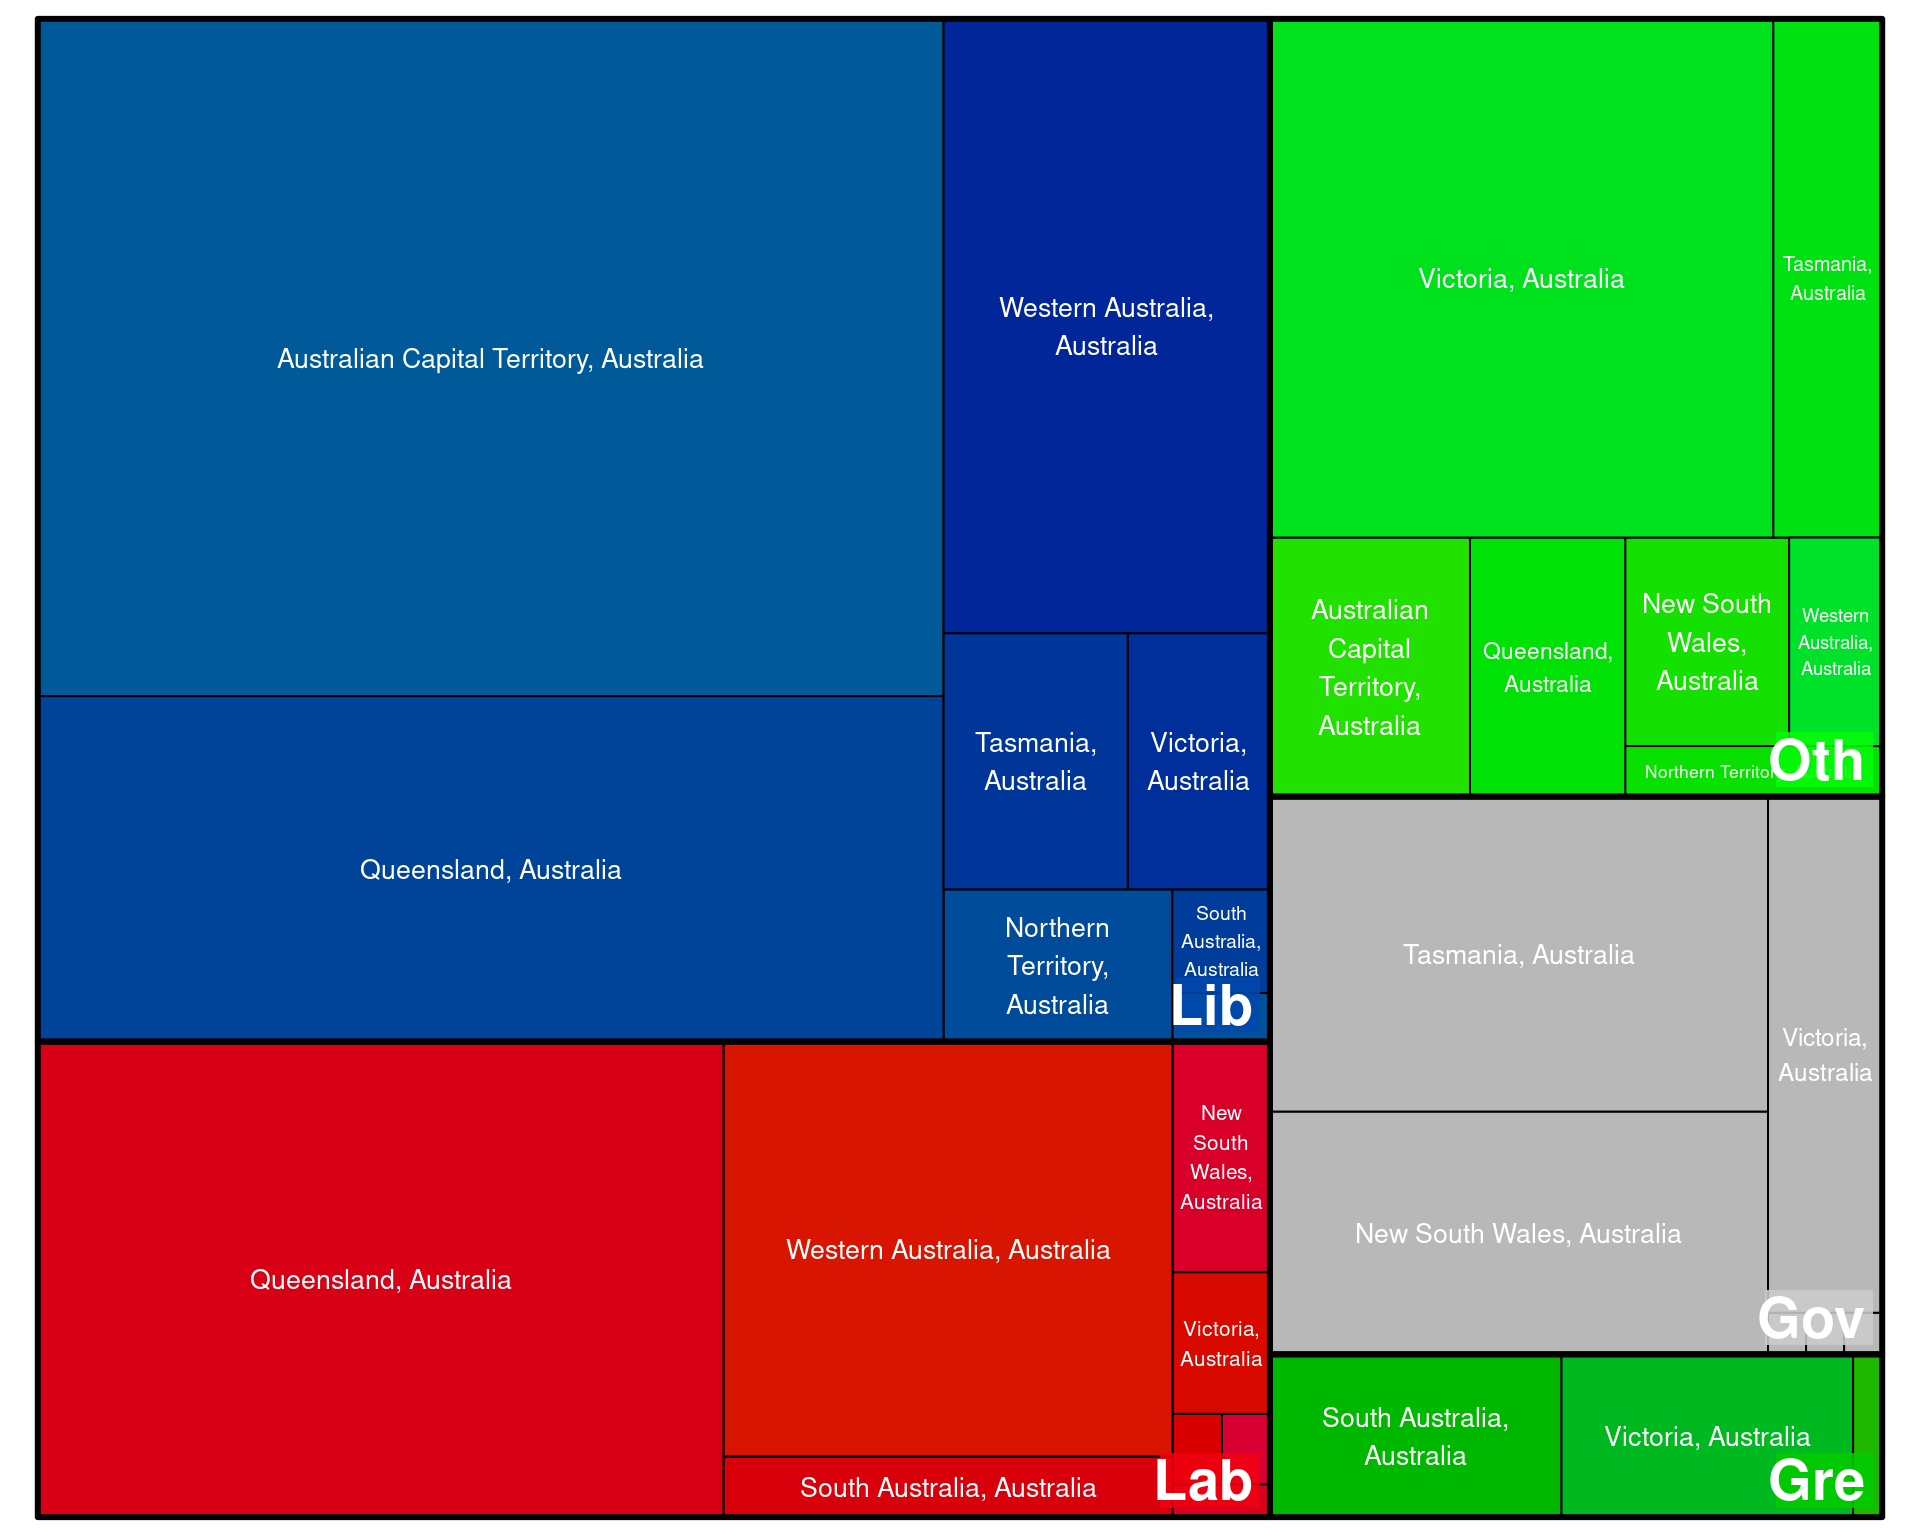 Australian Capital Territory, Australia
Western Australia,
Australia
Queensland, Australia
Tasmania,
Australia
Victoria,
Australia
Northern
Territory,
Australia
South
Australia,
Australia
Lib
Queensland, Australia
Western Australia, Australia
South Australia, Australia
New
South
Wales,
Australia
Victoria,
Australia
Lab
Victoria, Australia
Tasmania,
Australia
Australian
Capital
Territory,
Australia
Queensland,
Australia
New South
Wales,
Australia
Western
Australia,
Australia
Northern
Oth
Tasmania, Australia
New South Wales, Australia
Victoria,
Australia
Gov
South Australia,
Australia
Victoria, Australia
Gre